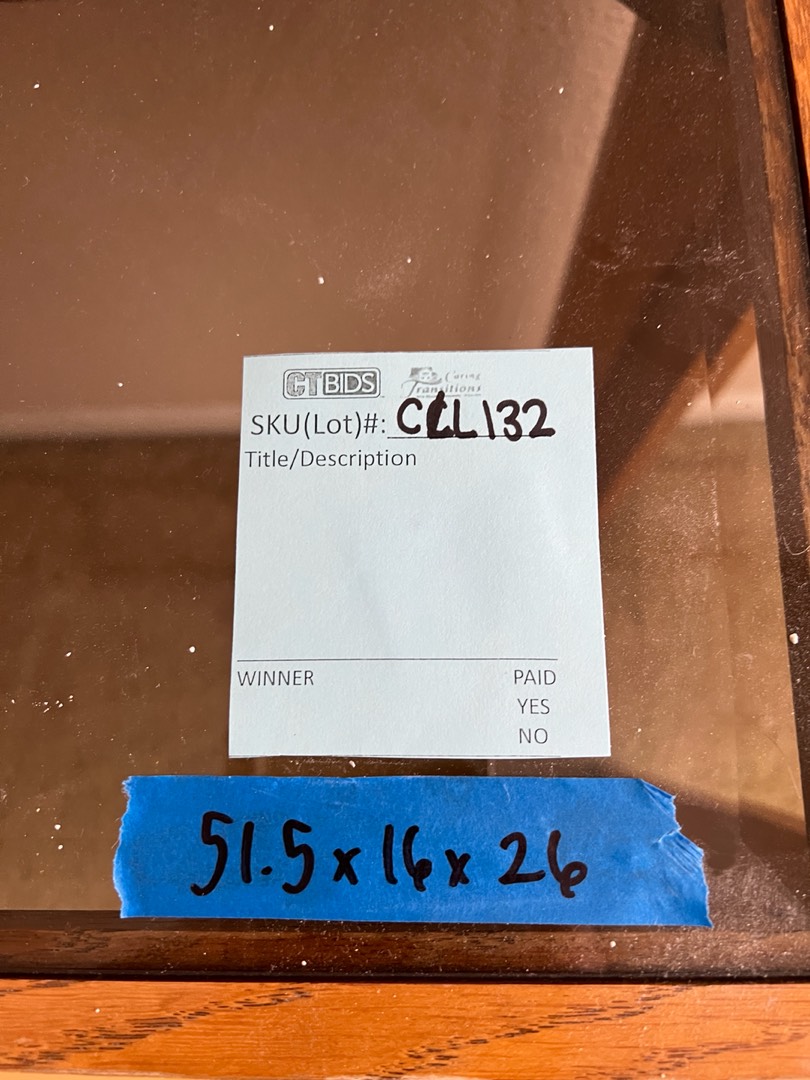 CTBIDS Caring Transitions
SKU(Lot)#: CLL132
Title/Description
WINNER PAID
YES
NO
51.5 x 16 x 26